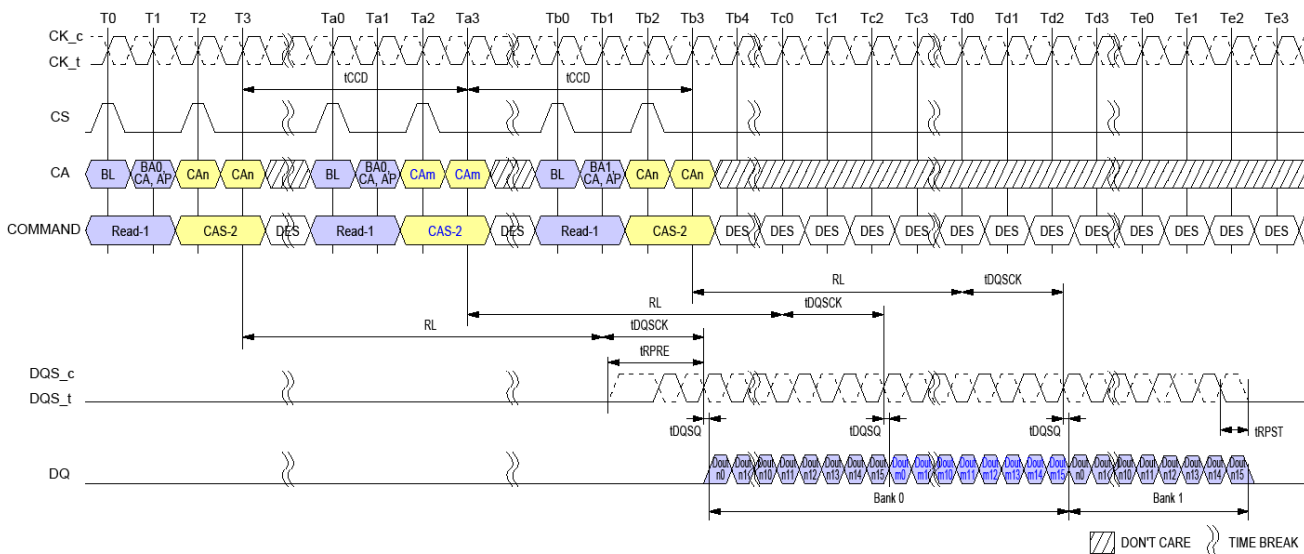 T0 T1 T2 T3 Ta0 Ta1 Ta2 Ta3 Tb0 Tb1 Tb2 Tb3 Tb4 Tc0 Tc1 Tc2 Tc3 Td0 Td1 Td2 Td3 Te0 Te1 Te2 Te3
CK_c
CK_t
tCCD tCCD
CS
CA BL BA0, CA, AP CAn CAn BL BA0, CA, AP CAm CAm BL BA1, CA, AP CAn CAn
COMMAND Read-1 CAS-2 DES Read-1 CAS-2 DES Read-1 CAS-2 DES DES DES DES DES DES DES DES DES DES DES DES DES
RL tDQSCK
RL tDQSCK
RL tDQSCK
tRPRE
DQS_c
DQS_t
tDQSQ tDQSQ tDQSQ tRPST
DQ Dout n0 Dout n1 Dout n10 Dout n11 Dout n12 Dout n13 Dout n14 Dout n15 Dout m0 Dout m1 Dout m10 Dout m11 Dout m12 Dout m13 Dout m14 Dout m15 Dout n0 Dout n1 Dout n10 Dout n11 Dout n12 Dout n13 Dout n14 Dout n15
Bank 0 Bank 1
DON'T CARE TIME BREAK